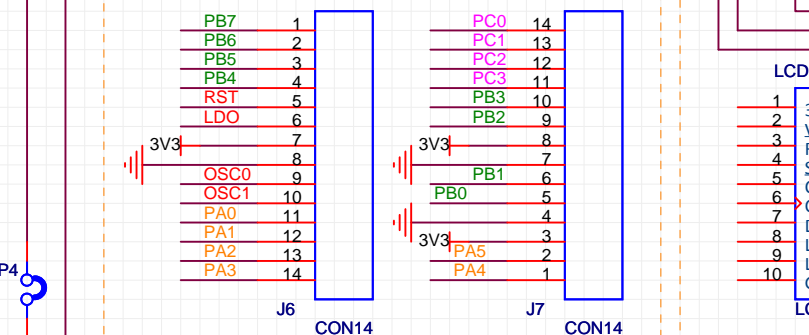 PB7 1
PB6 2
PB5 3
PB4 4
RST 5
LDO 6
3V3 7
8
OSC0 9
OSC1 10
PA0 11
PA1 12
PA2 13
PA3 14
J6
CON14
PC0 14
PC1 13
PC2 12
PC3 11
PB3 10
PB2 9
3V3 8
7
PB1 6
PB0 5
4
3V3 3
PA5 2
PA4 1
J7
CON14
LCD
1
2
3
4
5
6
7
8
9
10
P4